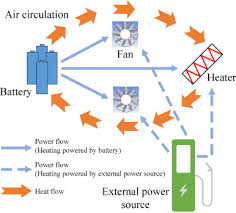 Air circulation
Fan
Battery
Heater
Power flow
(Heating powered by battery)
Power flow
(Heating powered by external power source)
Heat flow
External power
source